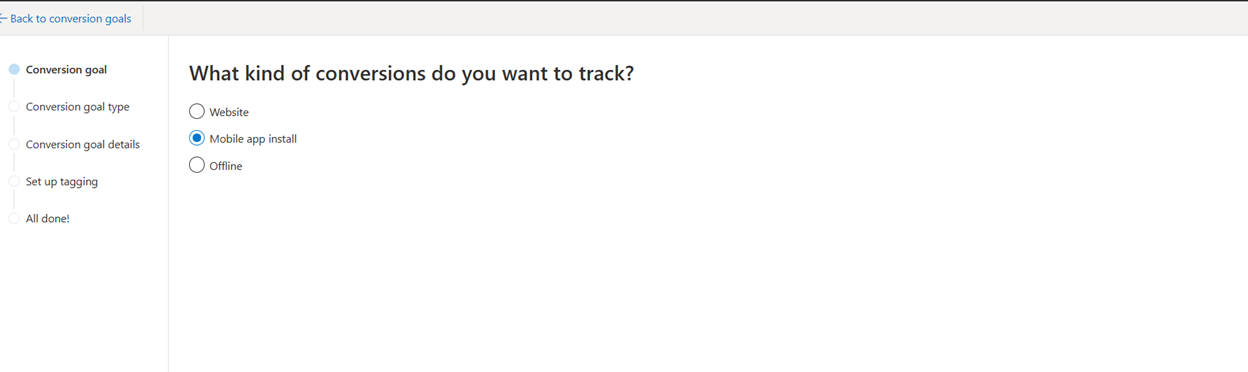 Back to conversion goals
Conversion goal
Conversion goal type
Conversion goal details
Set up tagging
All done!
What kind of conversions do you want to track?
Website
Mobile app install
Offline